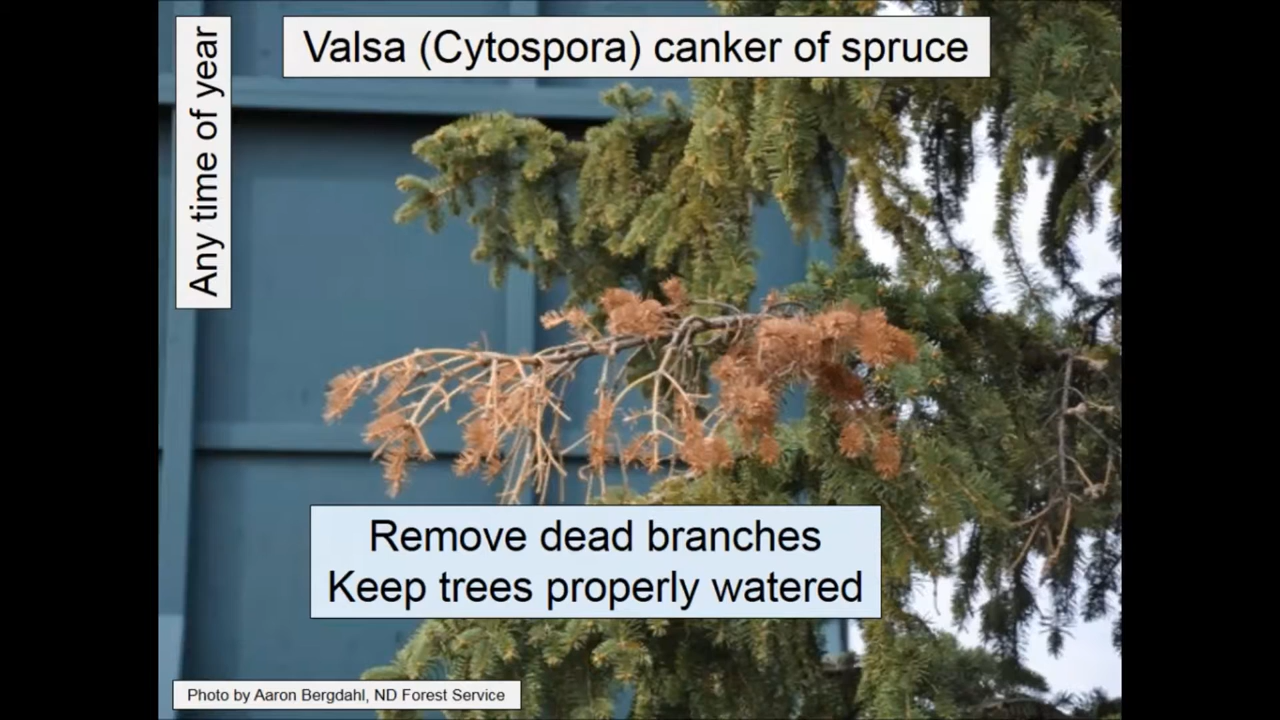 Valsa (Cytospora) canker of spruce
Any time of year
Remove dead branches
Keep trees properly watered
Photo by Aaron Bergdahl, ND Forest Service